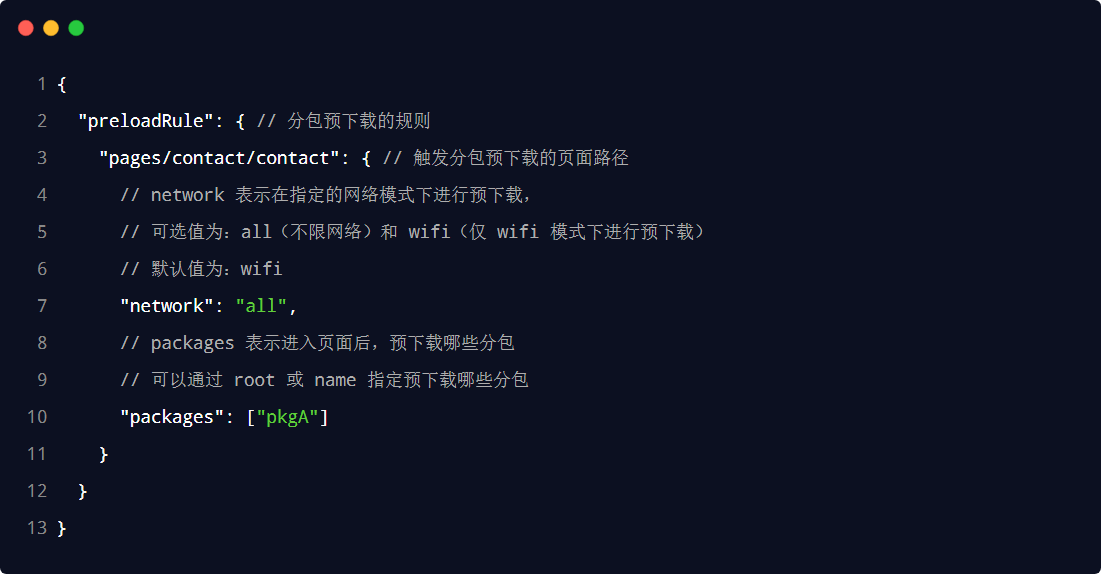 1 {
2   "preloadRule": { // 分包预下载的规则
3     "pages/contact/contact": { // 触发分包预下载的页面路径
4       // network 表示在指定的网络模式下进行预下载，
5       // 可选值为：all（不限网络）和 wifi（仅 wifi 模式下进行预下载）
6       // 默认值为：wifi
7       "network": "all",
8       // packages 表示进入页面后，预下载哪些分包
9       // 可以通过 root 或 name 指定预下载哪些分包
10       "packages": ["pkgA"]
11     }
12   }
13 }